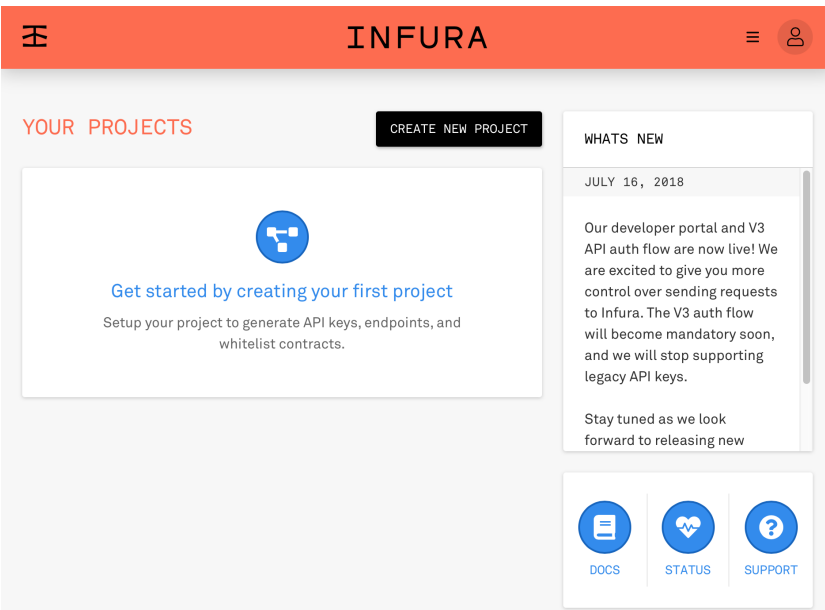 INFURA
YOUR PROJECTS
CREATE NEW PROJECT
Get started by creating your first project
Setup your project to generate API keys, endpoints, and
whitelist contracts.
WHATS NEW
JULY 16, 2018
Our developer portal and V3
API auth flow are now live! We
are excited to give you more
control over sending requests
to Infura. The V3 auth flow
will become mandatory soon,
and we will stop supporting
legacy API keys.
Stay tuned as we look
forward to releasing new
DOCS
STATUS
SUPPORT